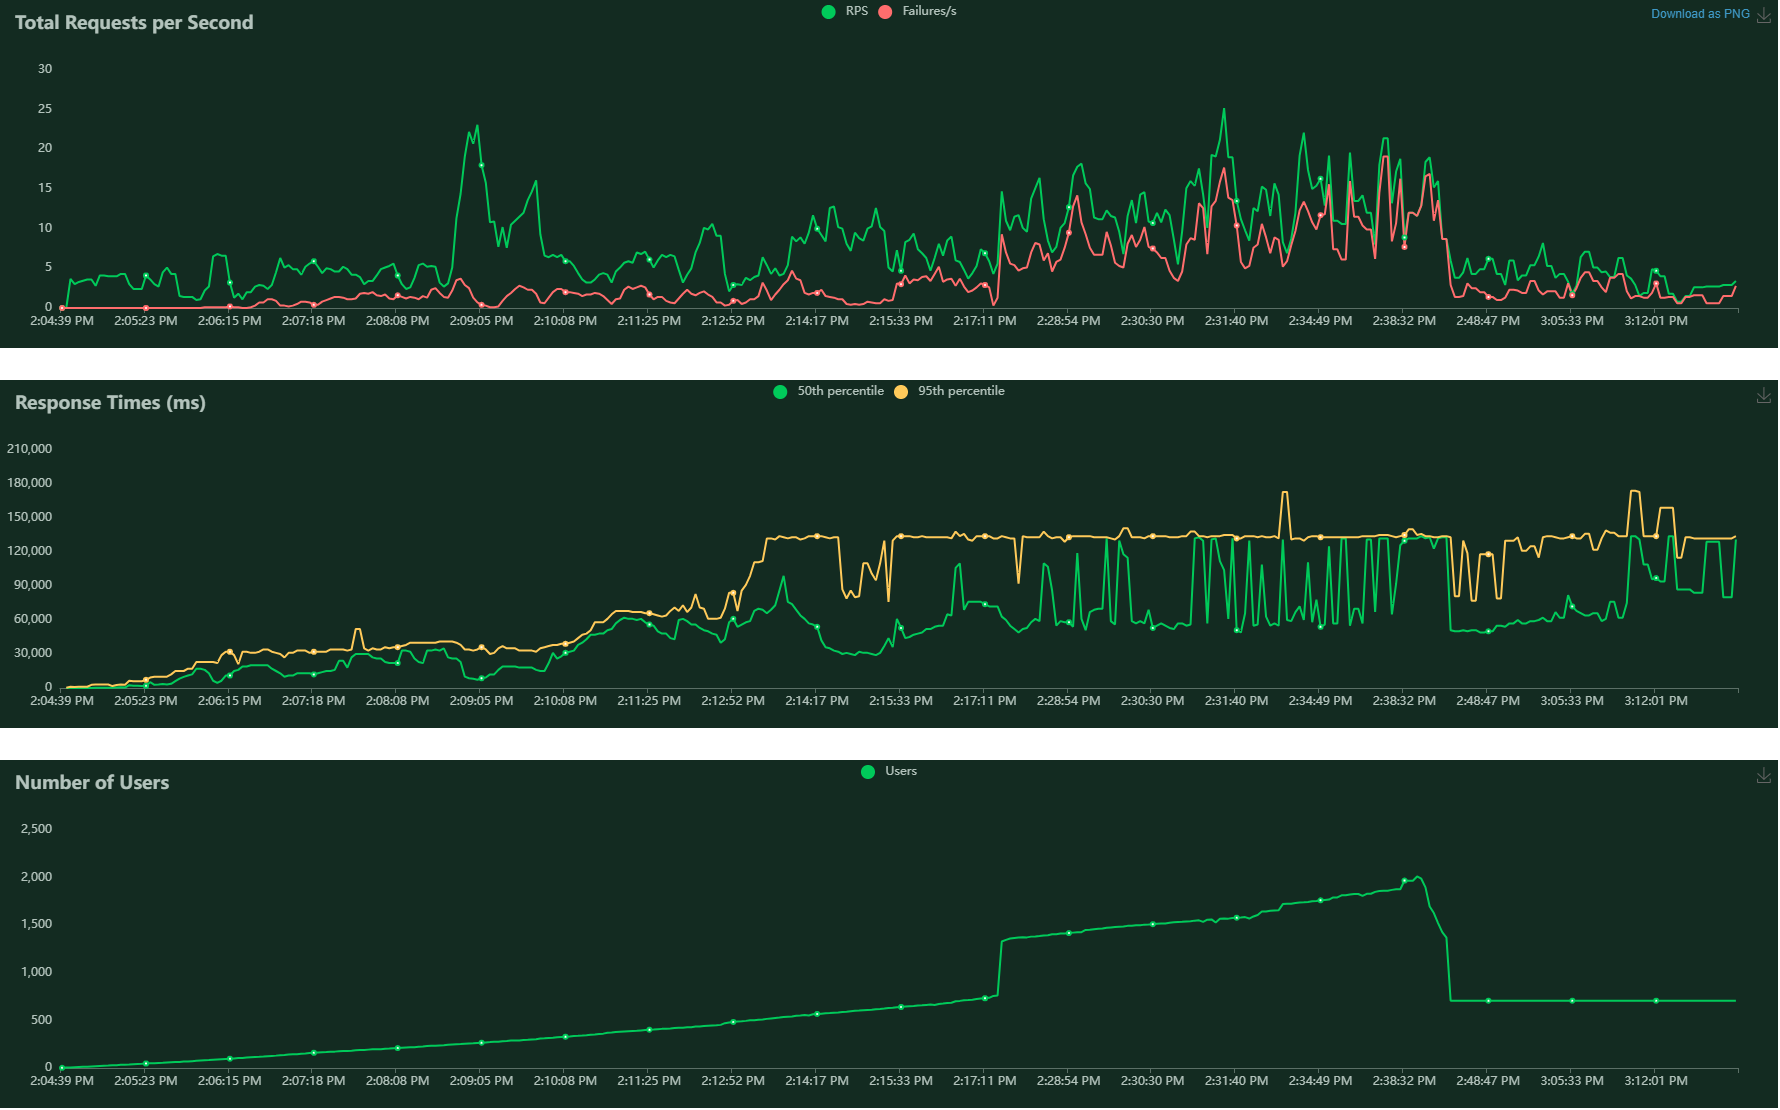 Total Requests per Second
RPS
Failures/s
Download as PNG
30
25
20
15
10
5
0
2:04:39 PM 2:05:23 PM 2:06:15 PM 2:07:18 PM 2:08:08 PM 2:09:05 PM 2:10:08 PM 2:11:25 PM 2:12:52 PM 2:14:17 PM 2:15:33 PM 2:17:11 PM 2:28:54 PM 2:30:30 PM 2:31:40 PM 2:34:49 PM 2:38:32 PM 2:48:47 PM 3:05:33 PM 3:12:01 PM
Response Times (ms)
50th percentile
95th percentile
210,000
180,000
150,000
120,000
90,000
60,000
30,000
0
2:04:39 PM 2:05:23 PM 2:06:15 PM 2:07:18 PM 2:08:08 PM 2:09:05 PM 2:10:08 PM 2:11:25 PM 2:12:52 PM 2:14:17 PM 2:15:33 PM 2:17:11 PM 2:28:54 PM 2:30:30 PM 2:31:40 PM 2:34:49 PM 2:38:32 PM 2:48:47 PM 3:05:33 PM 3:12:01 PM
Number of Users
Users
2,500
2,000
1,500
1,000
500
0
2:04:39 PM 2:05:23 PM 2:06:15 PM 2:07:18 PM 2:08:08 PM 2:09:05 PM 2:10:08 PM 2:11:25 PM 2:12:52 PM 2:14:17 PM 2:15:33 PM 2:17:11 PM 2:28:54 PM 2:30:30 PM 2:31:40 PM 2:34:49 PM 2:38:32 PM 2:48:47 PM 3:05:33 PM 3:12:01 PM